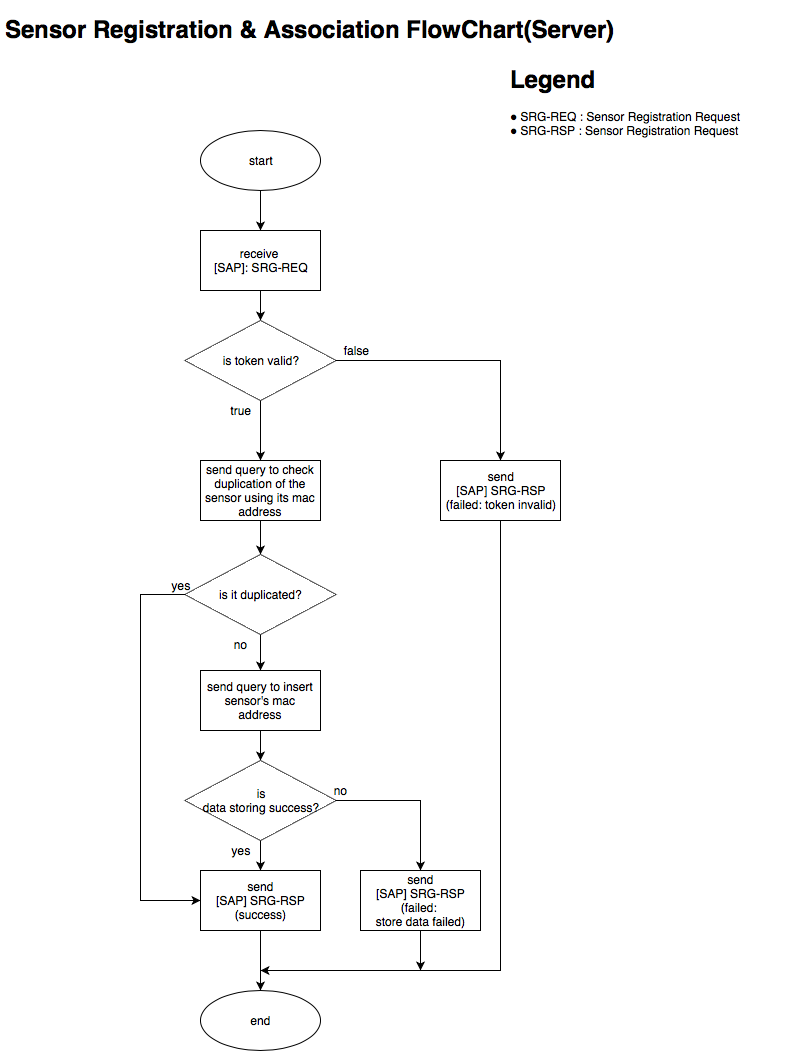 Sensor Registration & Association FlowChart(Server)
Legend
● SRG-REQ : Sensor Registration Request
● SRG-RSP : Sensor Registration Request
start
receive
[SAP]: SRG-REQ
is token valid?
false
true
send query to check
duplication of the
sensor using its mac
address
send
[SAP] SRG-RSP
(failed: token invalid)
yes
is it duplicated?
no
send query to insert
sensor's mac
address
is
data storing success?
no
yes
send
[SAP] SRG-RSP
(success)
send
[SAP] SRG-RSP
(failed:
store data failed)
end